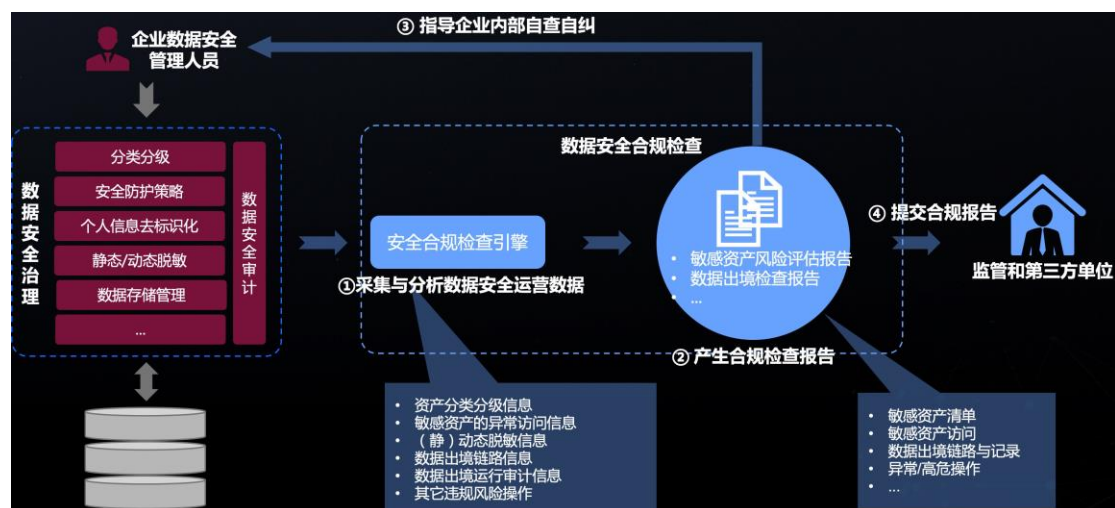 ③ 指导企业内部自查自纠
企业数据安全
管理人员
数据安全治理
分类分级
安全防护策略
个人信息去标识化
静态/动态脱敏
数据存储管理
...
数据安全审计
数据安全合规检查
安全合规检查引擎
①采集与分析数据安全运营数据
• 敏感资产风险评估报告
• 数据出境检查报告
• ...
② 产生合规检查报告
④ 提交合规报告
监管和第三方单位
• 资产分类分级信息
• 敏感资产的异常访问信息
• （静）动态脱敏信息
• 数据出境链路信息
• 数据出境运行审计信息
• 其它违规风险操作
• 敏感资产清单
• 敏感资产访问
• 数据出境链路与记录
• 异常/高危操作
• ...